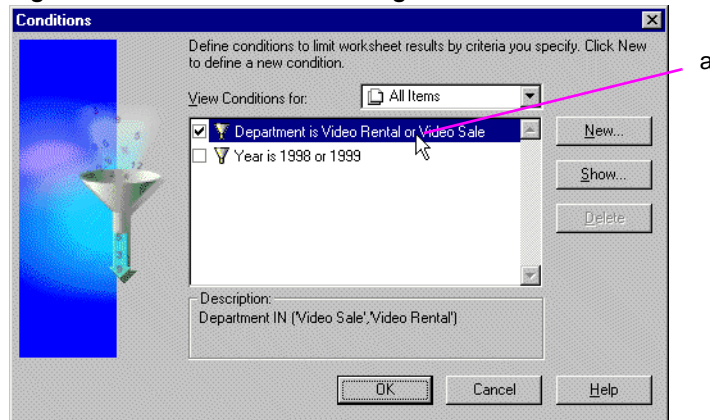 Conditions
Define conditions to limit worksheet results by criteria you specify. Click New
to define a new condition.
View Conditions for:
All Items
Department is Video Rental or Video Sale
Year is 1998 or 1999
New...
Show...
Delete
Description:
Department IN ('Video Sale','Video Rental')
OK
Cancel
Help
a